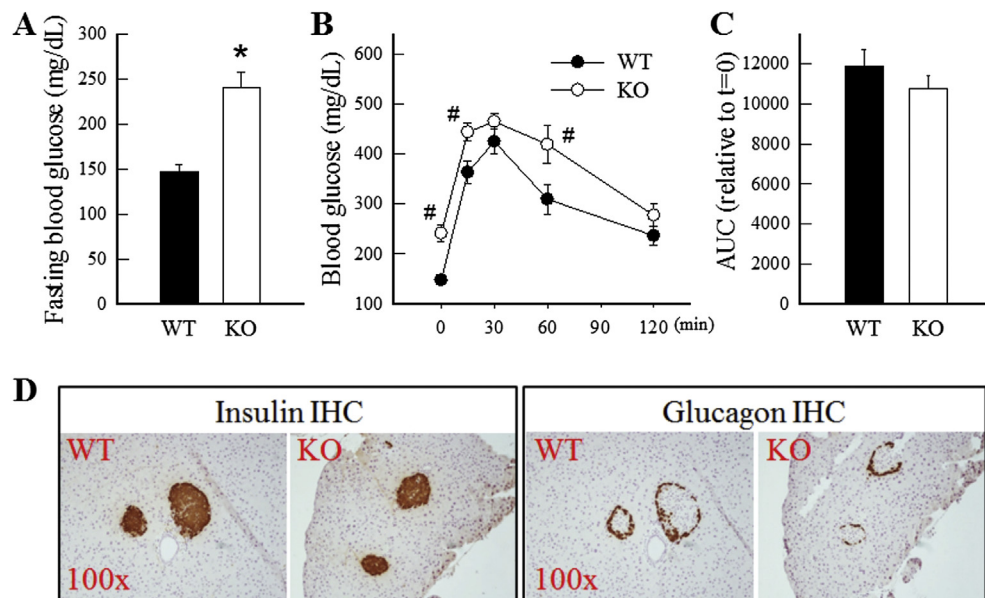 A
Fasting blood glucose (mg/dL)
300
250
200
150
100
50
0
*
WT
KO
B
Blood glucose (mg/dL)
600
500
400
300
200
100
#
#
#
WT
KO
0
30
60
90
120
(min)
C
AUC (relative to t=0)
12000
10000
8000
6000
4000
2000
0
WT
KO
D
Insulin IHC
Glucagon IHC
WT
KO
WT
KO
100x
100x